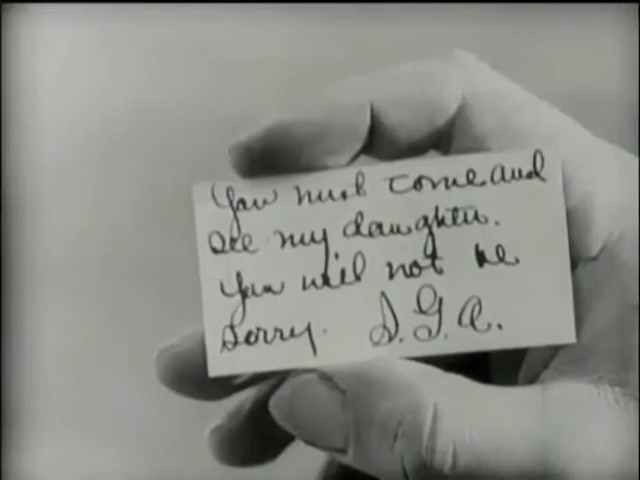 You must come and
see my daughter.
You will not be
sorry. S. G. A.